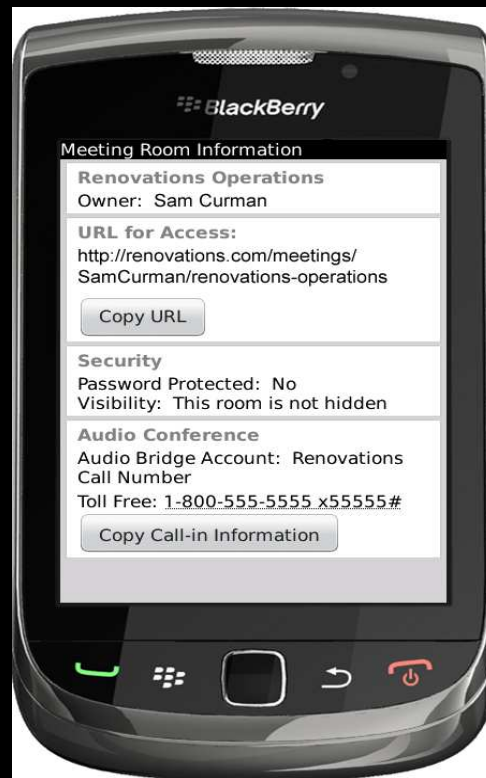 BlackBerry
Meeting Room Information
Renovations Operations
Owner: Sam Curman
URL for Access:
http://renovations.com/meetings/
SamCurman/renovations-operations
Copy URL
Security
Password Protected: No
Visibility: This room is not hidden
Audio Conference
Audio Bridge Account: Renovations
Call Number
Toll Free: 1-800-555-5555 x55555#
Copy Call-in Information